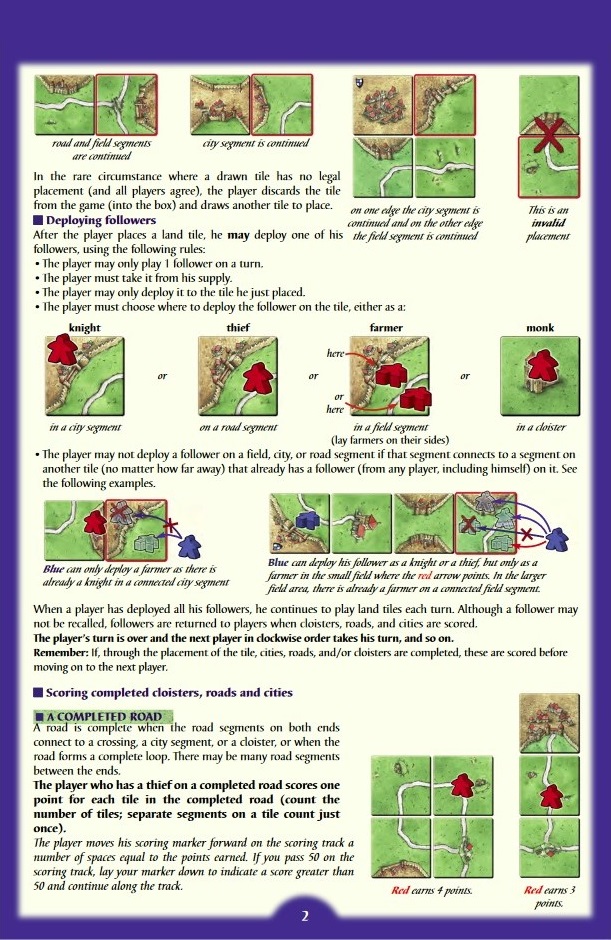 road and field segments
are continued
city segment is continued
In the rare circumstance where a drawn tile has no legal
placement (and all players agree), the player discards the tile
from the game (into the box) and draws another tile to place.
on one edge the city segment is
continued and on the other edge
the field segment is continued
This is an
invalid
placement
■ Deploying followers
After the player places a land tile, he may deploy one of his
followers, using the following rules:
• The player may only play 1 follower on a turn.
• The player must take it from his supply.
• The player may only deploy it to the tile he just placed.
• The player must choose where to deploy the follower on the tile, either as a:
knight
thief
farmer
monk
here
or
here
or
or
or
in a city segment
on a road segment
in a field segment
(lay farmers on their sides)
in a cloister
• The player may not deploy a follower on a field, city, or road segment if that segment connects to a segment on
another tile (no matter how far away) that already has a follower (from any player, including himself) on it. See
the following examples.
Blue can only deploy a farmer as there is
already a knight in a connected city segment
Blue can deploy his follower as a knight or a thief, but only as a
farmer in the small field where the red arrow points. In the larger
field area, there is already a farmer on a connected field segment.
When a player has deployed all his followers, he continues to play land tiles each turn. Although a follower may
not be recalled, followers are returned to players when cloisters, roads, and cities are scored.
The player's turn is over and the next player in clockwise order takes his turn, and so on.
Remember: If, through the placement of the tile, cities, roads, and/or cloisters are completed, these are scored before
moving on to the next player.
■ Scoring completed cloisters, roads and cities
■ A COMPLETED ROAD
A road is complete when the road segments on both ends
connect to a crossing, a city segment, or a cloister, or when the
road forms a complete loop. There may be many road segments
between the ends.
The player who has a thief on a completed road scores one
point for each tile in the completed road (count the
number of tiles; separate segments on a tile count just
once).
The player moves his scoring marker forward on the scoring track a
number of spaces equal to the points earned. If you pass 50 on the
scoring track, lay your marker down to indicate a score greater than
50 and continue along the track.
Red earns 4 points.
Red earns 3
points.
2